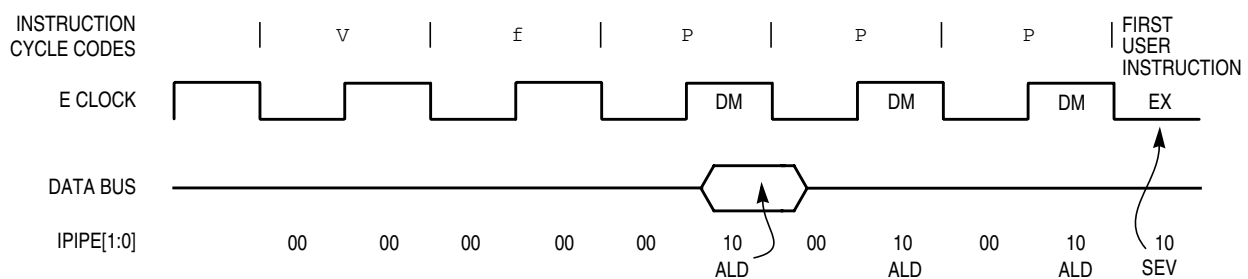 INSTRUCTION
CYCLE CODES
V f P P P
FIRST
USER
INSTRUCTION
E CLOCK
DM DM DM EX
DATA BUS
IPIPE[1:0]
00 00 00 00 00 10 00 10 00 10 10
ALD ALD ALD SEV